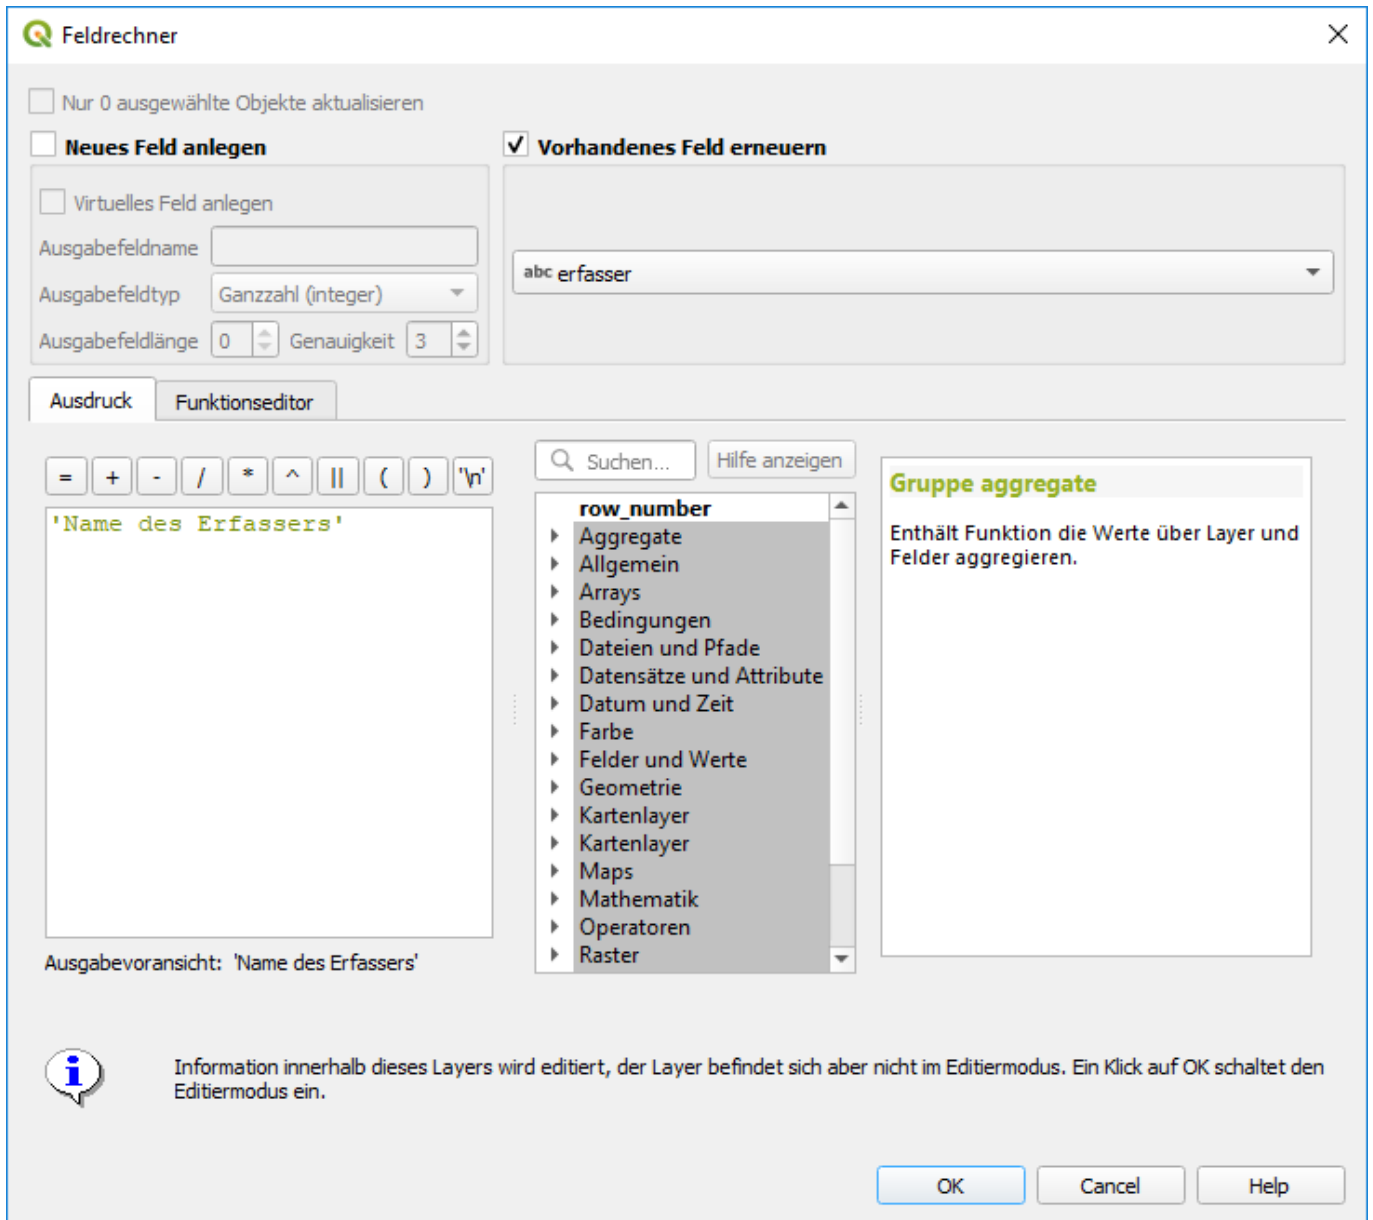 Feldrechner
Nur 0 ausgewählte Objekte aktualisieren
Neues Feld anlegen
Virtuelles Feld anlegen
Ausgabefeldname
Ausgabefeldtyp Ganzzahl (integer)
Ausgabefeldlänge 0 Genauigkeit 3
Vorhandenes Feld erneuern
abc erfasser
Ausdruck Funktionseditor
= + - / * ^ || ( ) '\n'
'Name des Erfassers'
Ausgabevoransicht: 'Name des Erfassers'
Suchen... Hilfe anzeigen
row_number
Aggregate
Allgemein
Arrays
Bedingungen
Dateien und Pfade
Datensätze und Attribute
Datum und Zeit
Farbe
Felder und Werte
Geometrie
Kartenlayer
Kartenlayer
Maps
Mathematik
Operatoren
Raster
Gruppe aggregate
Enthält Funktion die Werte über Layer und
Felder aggregieren.
Information innerhalb dieses Layers wird editiert, der Layer befindet sich aber nicht im Editiermodus. Ein Klick auf OK schaltet den
Editiermodus ein.
OK Cancel Help